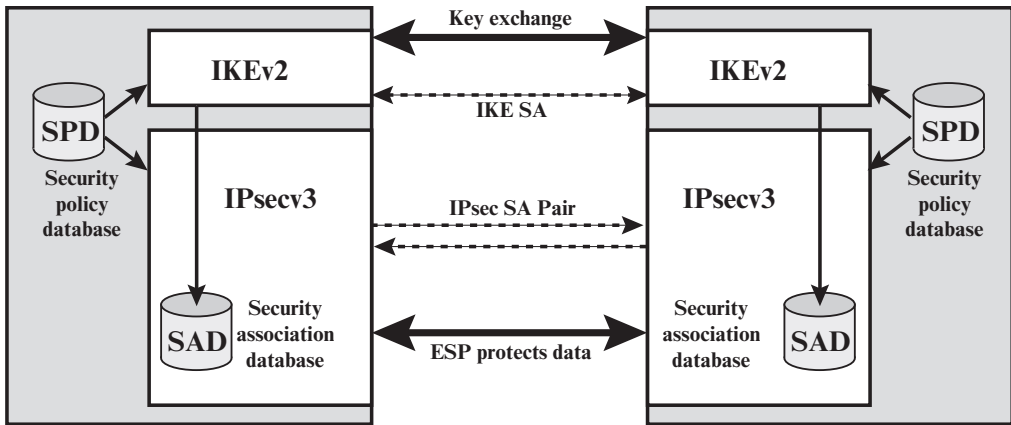 Key exchange
IKEv2
IKEv2
IKE SA
SPD
SPD
Security
policy
database
Security
policy
database
IPsecv3
IPsecv3
IPsec SA Pair
SAD
Security
association
database
Security
association
database
SAD
ESP protects data